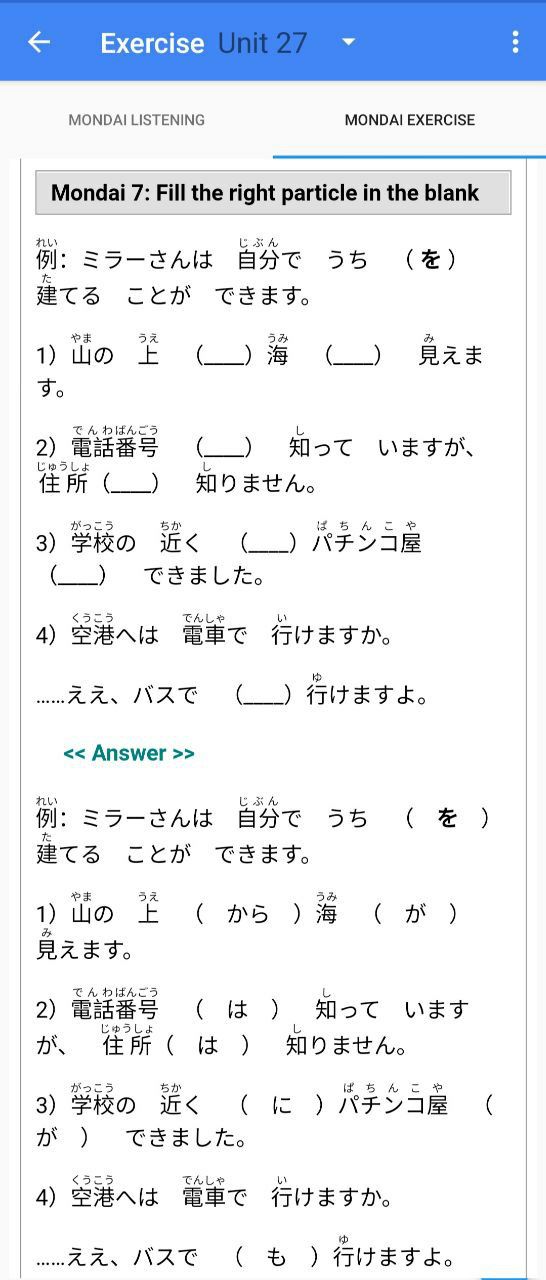 Exercise Unit 27
MONDAI LISTENING
MONDAI EXERCISE
Mondai 7: Fill the right particle in the blank
れい じぶん
例：ミラーさんは 自分で うち （を）
た
建てる ことが できます。
やま うえ うみ み
1）山の 上 （____）海 （____） 見えま
す。
でんわばんごう し
2）電話番号 （____） 知って いますが、
じゅうしょ し
住所（____） 知りません。
がっこう ちか ぱちんこや
3）学校の 近く （____）パチンコ屋
（____） できました。
くうこう でんしゃ い
4）空港へは 電車で 行けますか。
ゆ
……ええ、バスで （____）行けますよ。
<< Answer >>
れい じぶん
例：ミラーさんは 自分で うち （ を ）
た
建てる ことが できます。
やま うえ うみ
1）山の 上 （ から ）海 （ が ）
み
見えます。
でんわばんごう し
2）電話番号 （ は ） 知って います
じゅうしょ し
が、 住所（ は ） 知りません。
がっこう ちか ぱちんこや
3）学校の 近く （ に ）パチンコ屋 （
が ） できました。
くうこう でんしゃ い
4）空港へは 電車で 行けますか。
ゆ
……ええ、バスで （ も ）行けますよ。